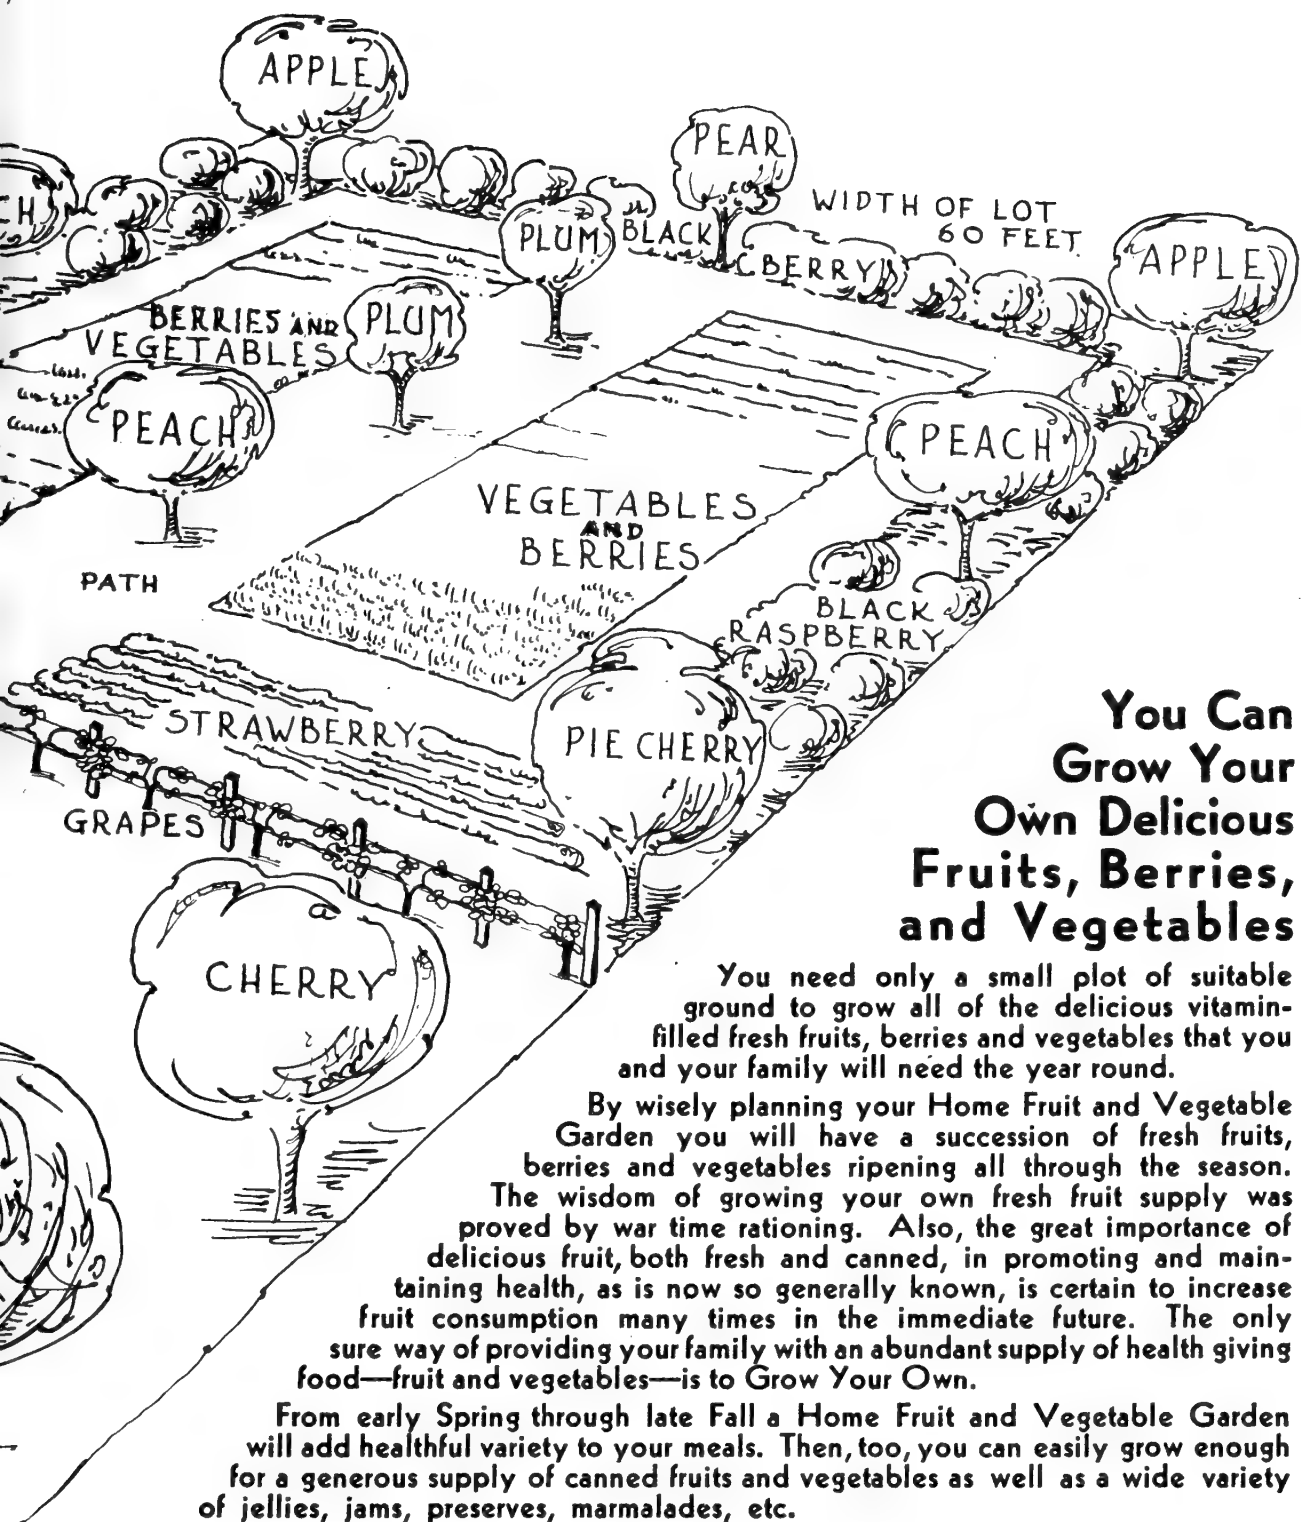 APPLE
PEAR
WIDTH OF LOT
60 FEET
CH
PLUM
BLACK
BERRY
APPLE
BERRIES AND
VEGETABLES
PLUM
PEACH
PEACH
VEGETABLES
AND
BERRIES
PATH
BLACK
RASPBERRY
STRAWBERRY
PIE CHERRY
GRAPES
CHERRY
You Can
Grow Your
Own Delicious
Fruits, Berries,
and Vegetables
You need only a small plot of suitable
ground to grow all of the delicious vitamin-
filled fresh fruits, berries and vegetables that you
and your family will need the year round.
By wisely planning your Home Fruit and Vegetable
Garden you will have a succession of fresh fruits,
berries and vegetables ripening all through the season.
The wisdom of growing your own fresh fruit supply was
proved by war time rationing. Also, the great importance of
delicious fruit, both fresh and canned, in promoting and main-
taining health, as is now so generally known, is certain to increase
fruit consumption many times in the immediate future. The only
sure way of providing your family with an abundant supply of health giving
food—fruit and vegetables—is to Grow Your Own.
From early Spring through late Fall a Home Fruit and Vegetable Garden
will add healthful variety to your meals. Then, too, you can easily grow enough
for a generous supply of canned fruits and vegetables as well as a wide variety
of jellies, jams, preserves, marmalades, etc.